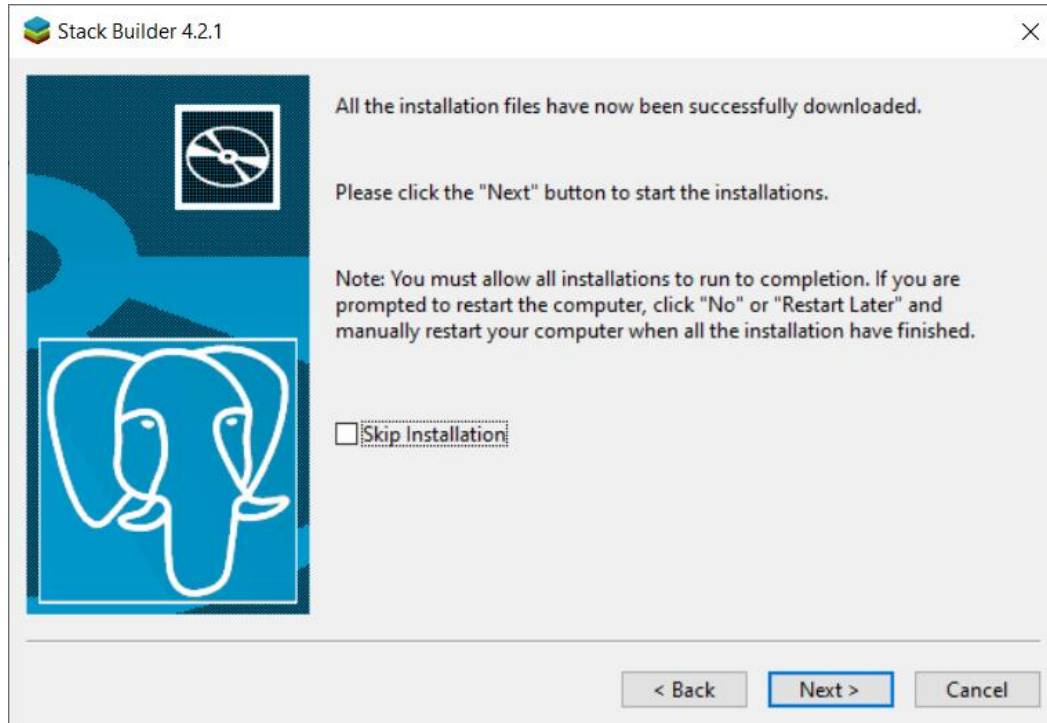 Stack Builder 4.2.1
All the installation files have now been successfully downloaded.
Please click the "Next" button to start the installations.
Note: You must allow all installations to run to completion. If you are
prompted to restart the computer, click "No" or "Restart Later" and
manually restart your computer when all the installation have finished.
Skip Installation
< Back
Next >
Cancel